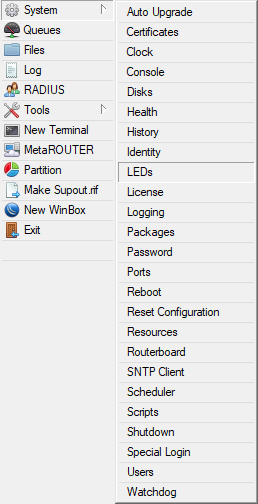 System
Queues
Files
Log
RADIUS
Tools
New Terminal
MetaROUTER
Partition
Make Supout.rif
New WinBox
Exit
Auto Upgrade
Certificates
Clock
Console
Disks
Health
History
Identity
LEDs
License
Logging
Packages
Password
Ports
Reboot
Reset Configuration
Resources
Routerboard
SNTP Client
Scheduler
Scripts
Shutdown
Special Login
Users
Watchdog